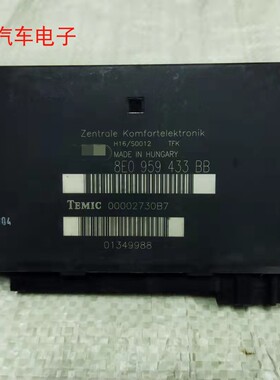 汽车电子
Zentrale Komfortelektronik
H16/S0012 TFK
MADE IN HUNGARY
8E0 959 433 BB
TEMIC 00002730B7
01349988
04